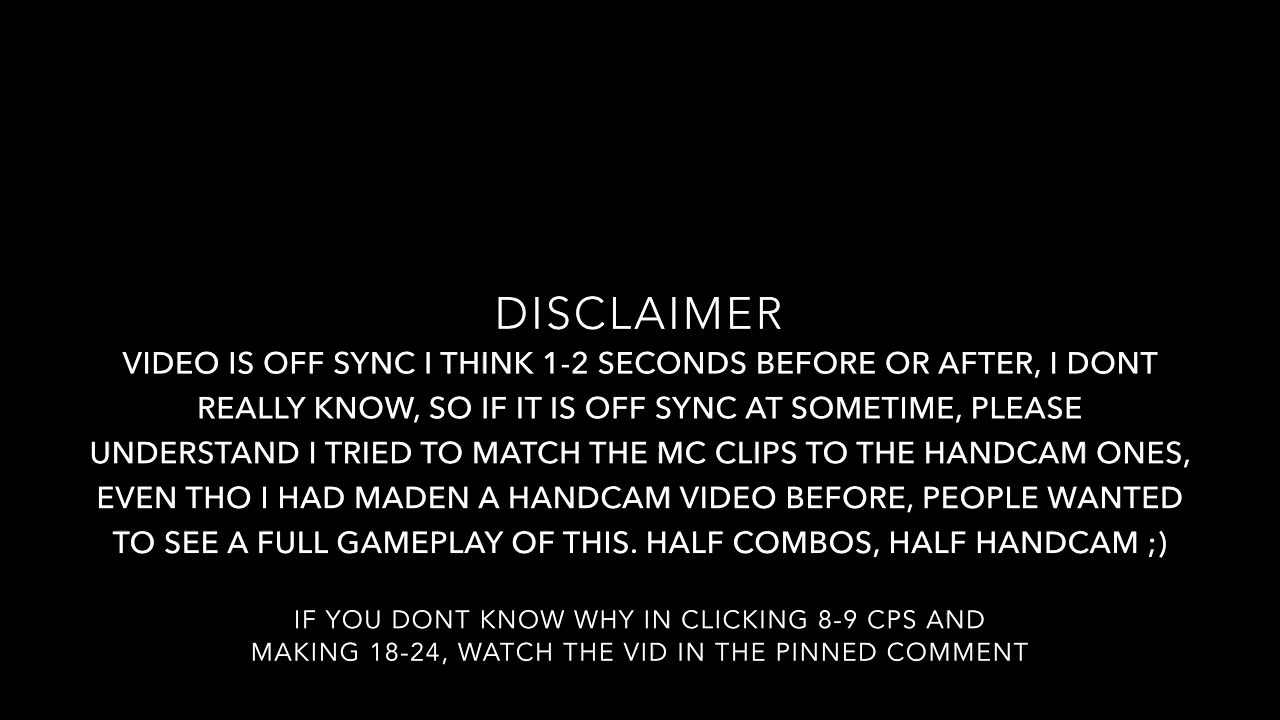 DISCLAIMER
VIDEO IS OFF SYNC I THINK 1-2 SECONDS BEFORE OR AFTER, I DONT
REALLY KNOW, SO IF IT IS OFF SYNC AT SOMETIME, PLEASE
UNDERSTAND I TRIED TO MATCH THE MC CLIPS TO THE HANDCAM ONES,
EVEN THO I HAD MADEN A HANDCAM VIDEO BEFORE, PEOPLE WANTED
TO SEE A FULL GAMEPLAY OF THIS. HALF COMBOS, HALF HANDCAM ;)
IF YOU DONT KNOW WHY IN CLICKING 8-9 CPS AND
MAKING 18-24, WATCH THE VID IN THE PINNED COMMENT